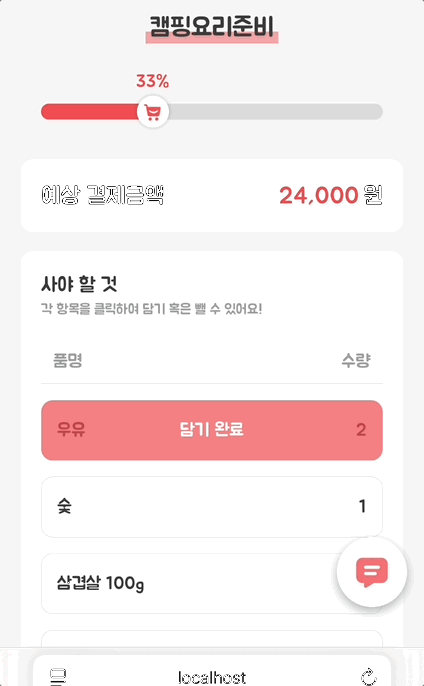 캠핑요리준비
33%
예상 결제금액 24,000 원
사야 할 것
각 항목을 클릭하여 담기 혹은 뺄 수 있어요!
품명 수량
우유 담기 완료 2
숯 1
삼겹살 100g
localhost